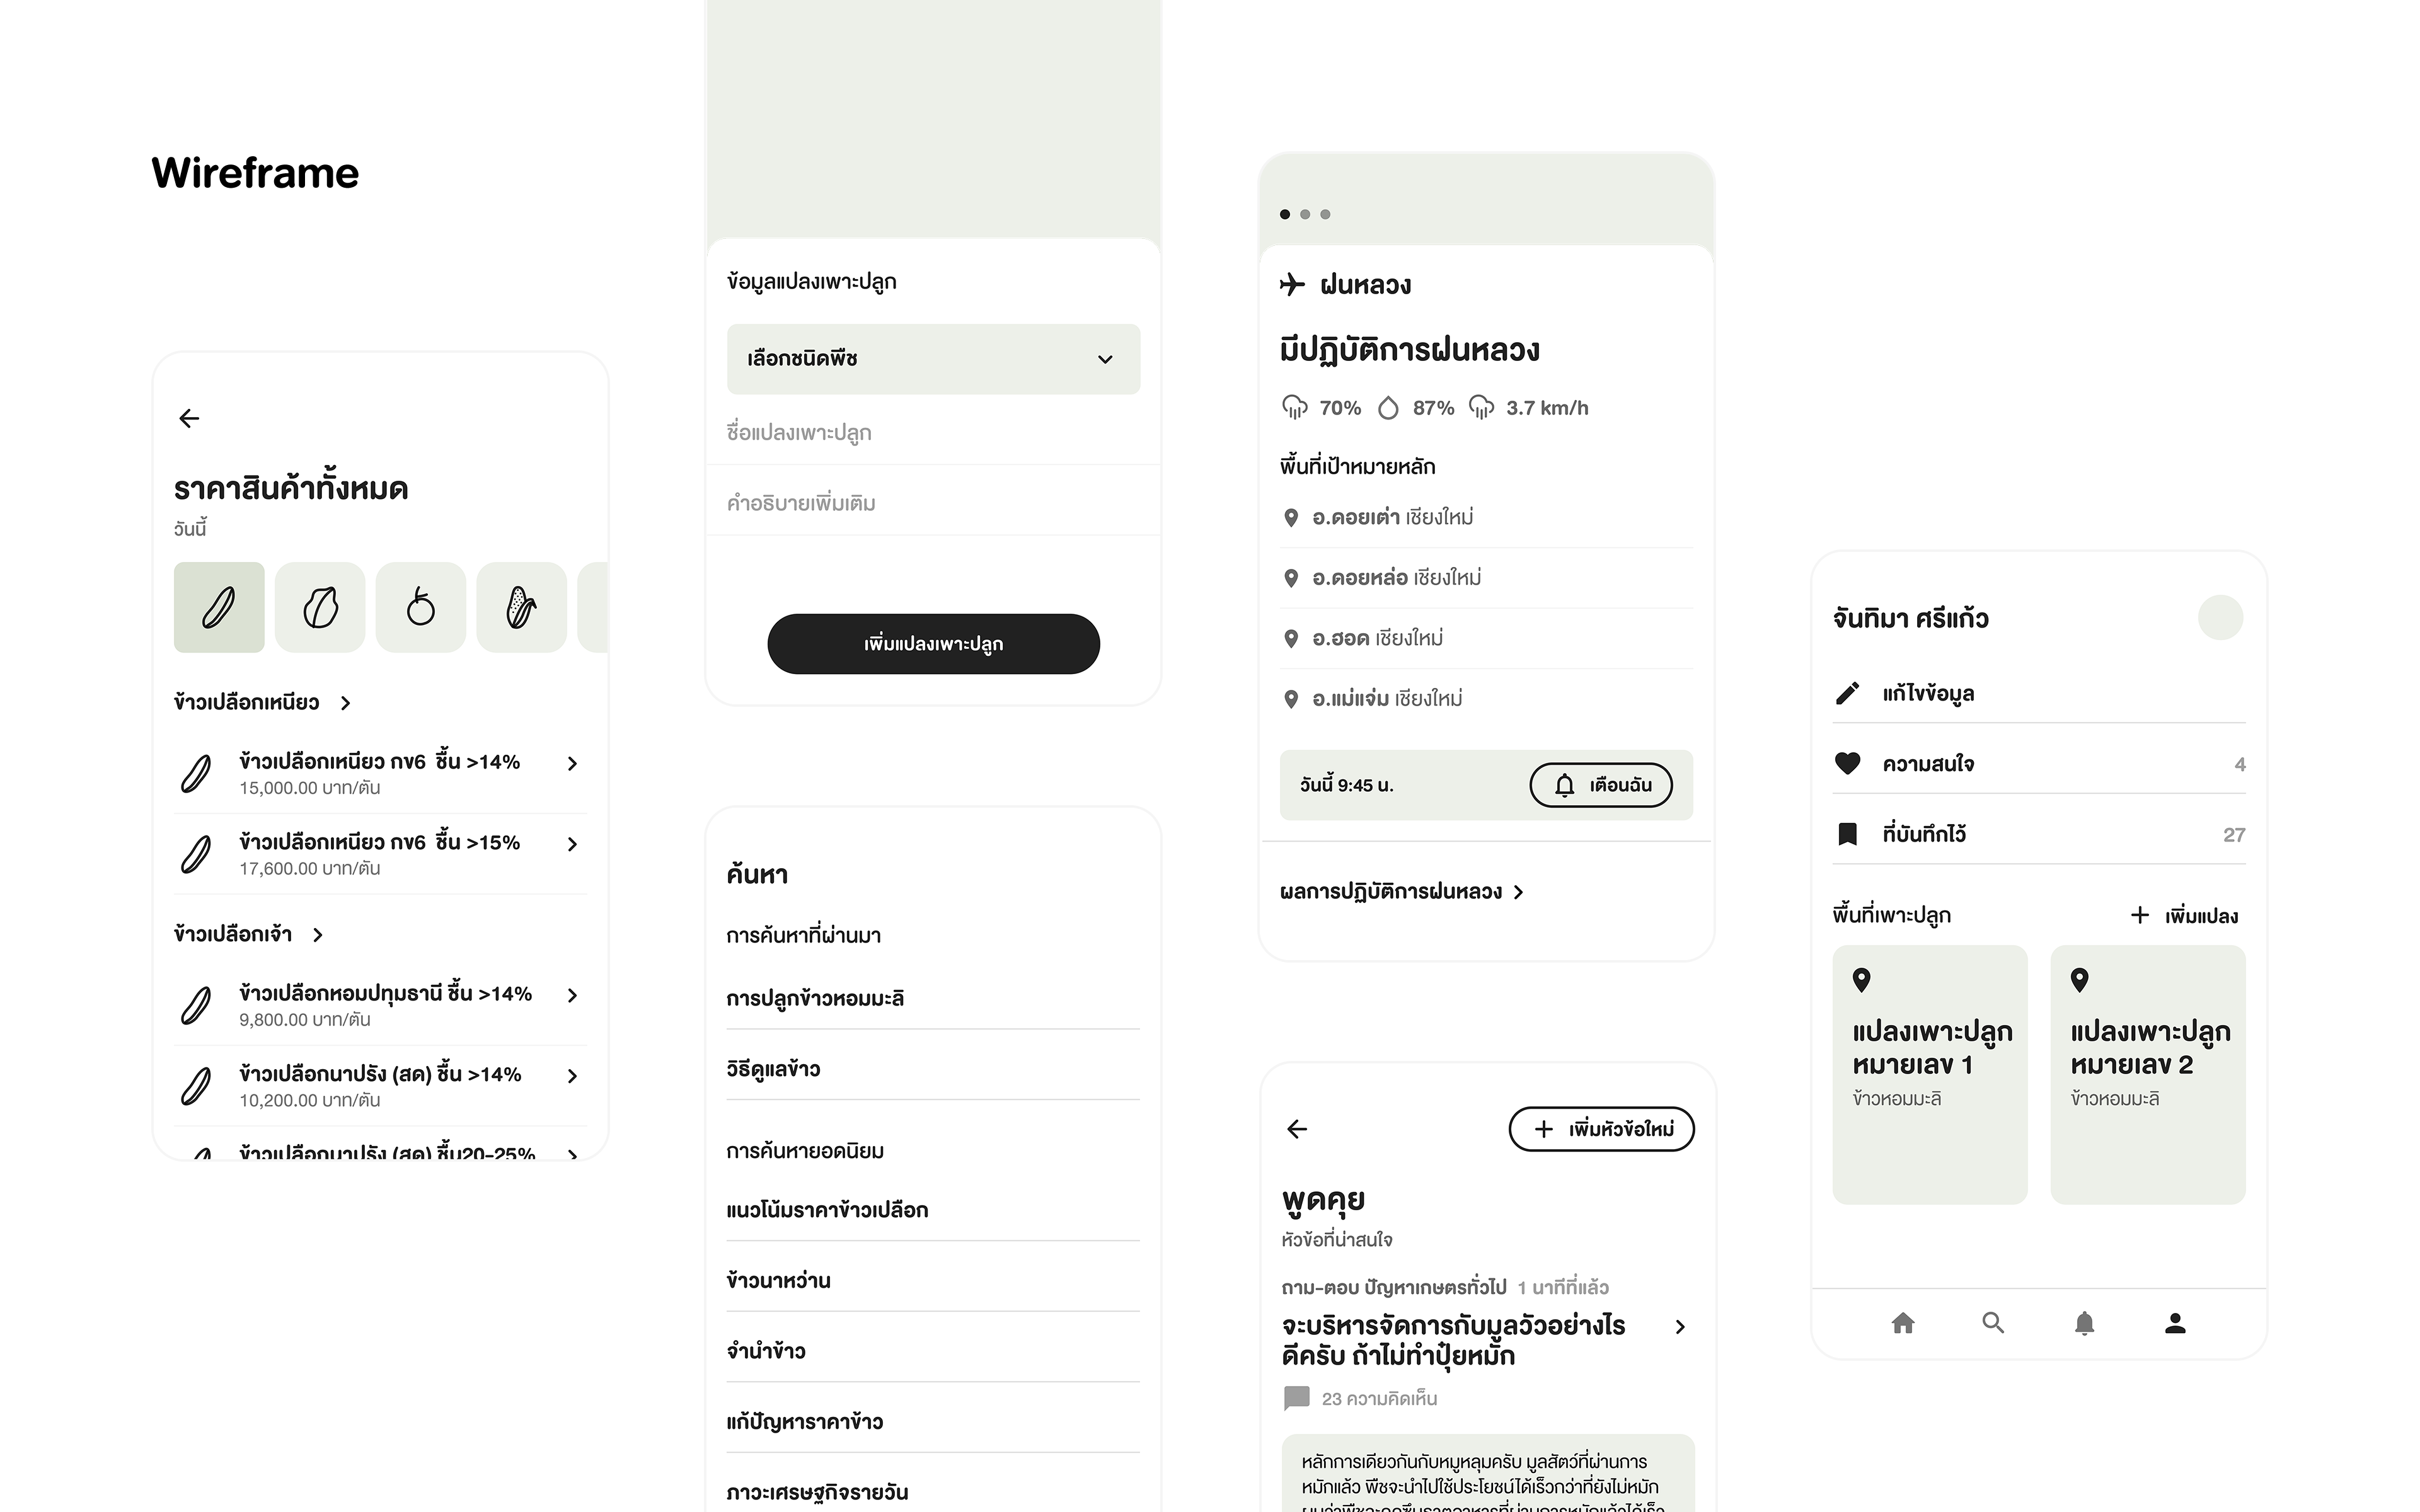 Wireframe
ราคาสินค้าทั้งหมด
วันนี้
ข้าวเปลือกเหนียว
ข้าวเปลือกเหนียว กข6 ชื้น >14%
15,000.00 บาท/ตัน
ข้าวเปลือกเหนียว กข6 ชื้น >15%
17,600.00 บาท/ตัน
ข้าวเปลือกเจ้า
ข้าวเปลือกหอมปทุมธานี ชื้น >14%
9,800.00 บาท/ตัน
ข้าวเปลือกนาปรัง (สด) ชื้น >14%
10,200.00 บาท/ตัน
ข้าวเปลือกนาปรัง (สด) ชื้น20-25%
ข้อมูลแปลงเพาะปลูก
เลือกชนิดพืช
ชื่อแปลงเพาะปลูก
คำอธิบายเพิ่มเติม
เพิ่มแปลงเพาะปลูก
ค้นหา
การค้นหาที่ผ่านมา
การปลูกข้าวหอมมะลิ
วิธีดูแลข้าว
การค้นหายอดนิยม
แนวโน้มราคาข้าวเปลือก
ข้าวนาหว่าน
จำนำข้าว
แก้ปัญหาราคาข้าว
ภาวะเศรษฐกิจรายวัน
ฝนหลวง
มีปฏิบัติการฝนหลวง
70% 87% 3.7 km/h
พื้นที่เป้าหมายหลัก
อ.ดอยเต่า เชียงใหม่
อ.ดอยหล่อ เชียงใหม่
อ.ฮอด เชียงใหม่
อ.แม่แจ่ม เชียงใหม่
วันนี้ 9:45 น. เตือนฉัน
ผลการปฏิบัติการฝนหลวง
เพิ่มหัวข้อใหม่
พูดคุย
หัวข้อที่น่าสนใจ
ถาม-ตอบ ปัญหาเกษตรทั่วไป 1 นาทีที่แล้ว
จะบริหารจัดการกับมูลวัวอย่างไร
ดีครับ ถ้าไม่ทำปุ๋ยหมัก
23 ความคิดเห็น
หลักการเดียวกันกับหมูหลุมครับ มูลสัตว์ที่ผ่านการ
หมักแล้ว พืชจะนำไปใช้ประโยชน์ได้เร็วกว่าที่ยังไม่หมัก
จันทิมา ศรีแก้ว
แก้ไขข้อมูล
ความสนใจ 4
ที่บันทึกไว้ 27
พื้นที่เพาะปลูก เพิ่มแปลง
แปลงเพาะปลูก
หมายเลข 1
ข้าวหอมมะลิ
แปลงเพาะปลูก
หมายเลข 2
ข้าวหอมมะลิ